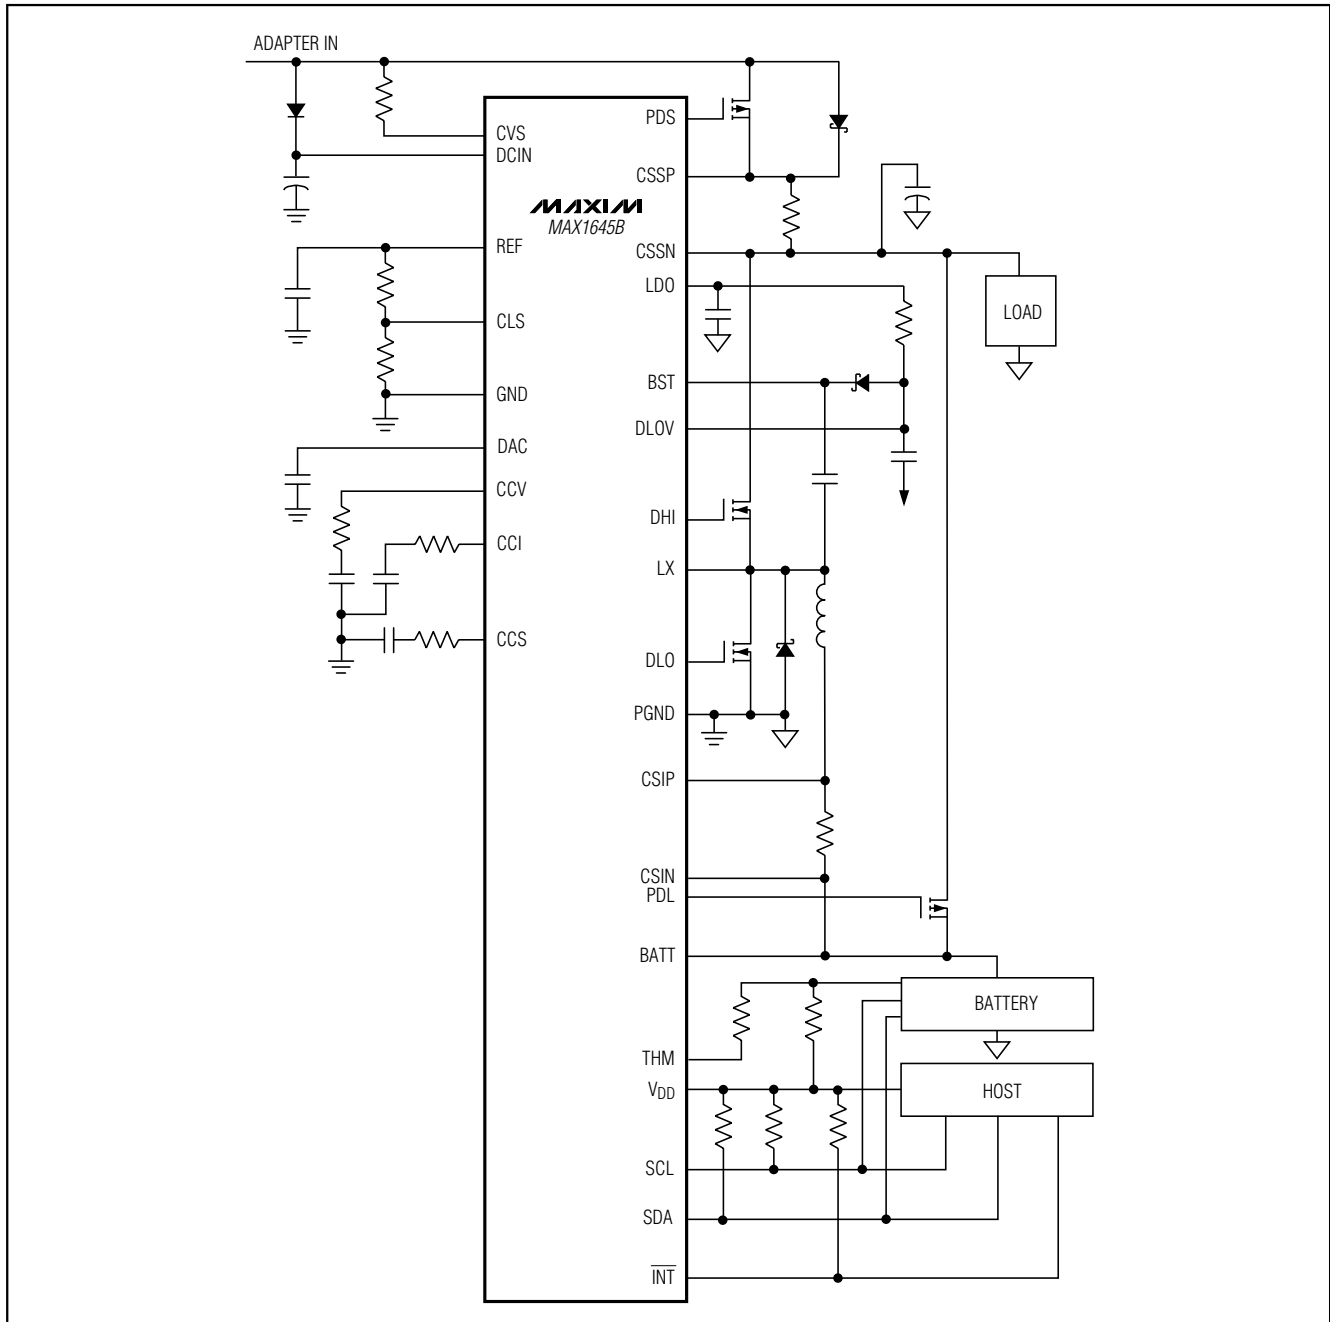 ADAPTER IN
CVS
DCIN
MAXIM
MAX1645B
REF
CLS
GND
DAC
CCV
CCI
CCS
PDS
CSSP
CSSN
LDO
LOAD
BST
DLOV
DHI
LX
DLO
PGND
CSIP
CSIN
PDL
BATT
BATTERY
THM
VDD
HOST
SCL
SDA
INT